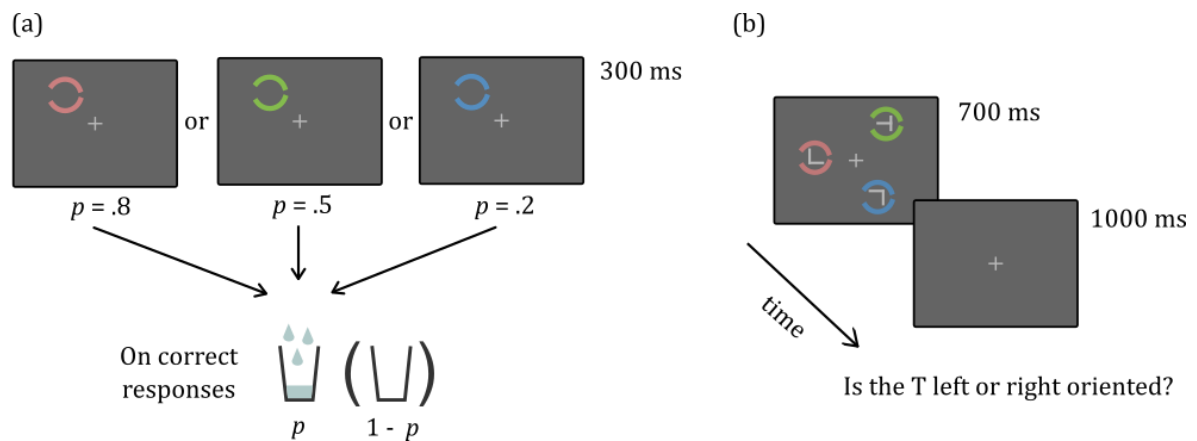 (a)
or
or
300 ms
p = .8
p = .5
p = .2
On correct
responses
p
( )
1 - p
(b)
700 ms
1000 ms
time
Is the T left or right oriented?